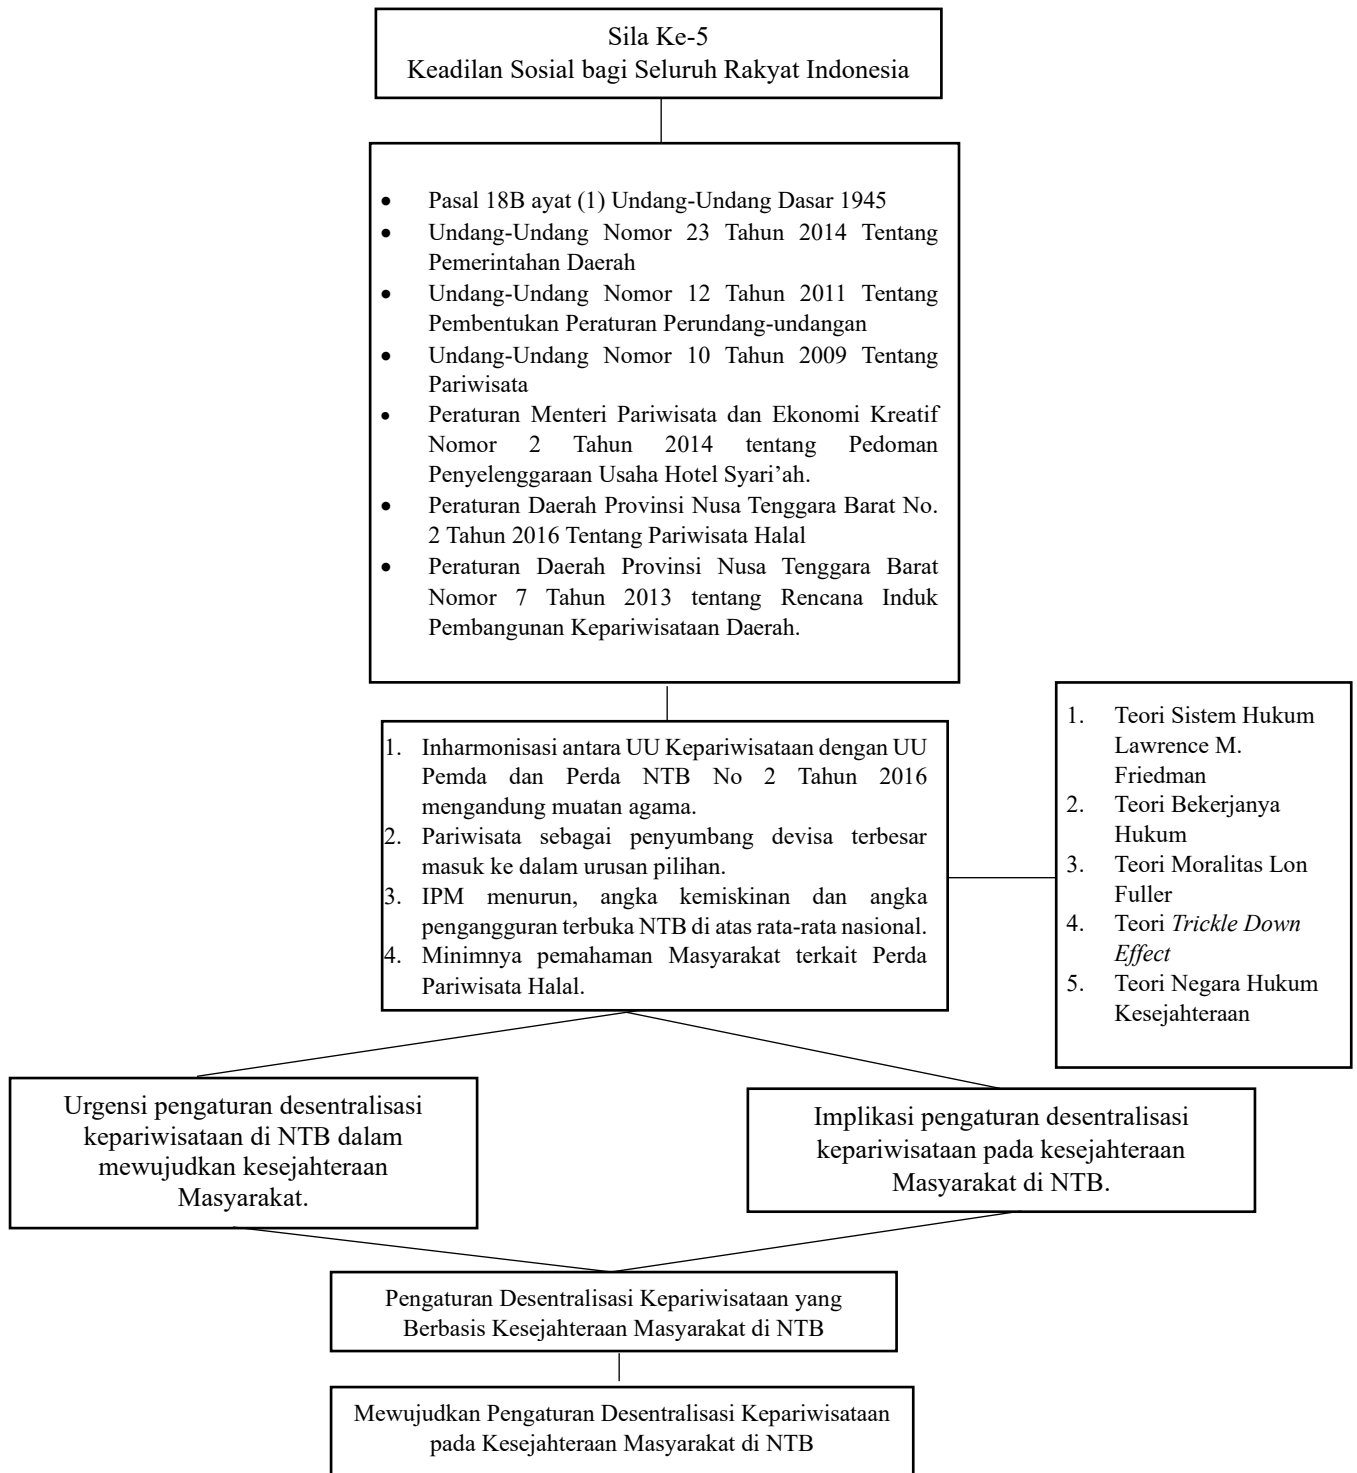 Sila Ke-5
Keadilan Sosial bagi Seluruh Rakyat Indonesia
• Pasal 18B ayat (1) Undang-Undang Dasar 1945
• Undang-Undang Nomor 23 Tahun 2014 Tentang
Pemerintahan Daerah
• Undang-Undang Nomor 12 Tahun 2011 Tentang
Pembentukan Peraturan Perundang-undangan
• Undang-Undang Nomor 10 Tahun 2009 Tentang
Pariwisata
• Peraturan Menteri Pariwisata dan Ekonomi Kreatif
Nomor 2 Tahun 2014 tentang Pedoman
Penyelenggaraan Usaha Hotel Syari’ah.
• Peraturan Daerah Provinsi Nusa Tenggara Barat No.
2 Tahun 2016 Tentang Pariwisata Halal
• Peraturan Daerah Provinsi Nusa Tenggara Barat
Nomor 7 Tahun 2013 tentang Rencana Induk
Pembangunan Kepariwisataan Daerah.
1. Inharmonisasi antara UU Kepariwisataan dengan UU
Pemda dan Perda NTB No 2 Tahun 2016
mengandung muatan agama.
2. Pariwisata sebagai penyumbang devisa terbesar
masuk ke dalam urusan pilihan.
3. IPM menurun, angka kemiskinan dan angka
pengangguran terbuka NTB di atas rata-rata nasional.
4. Minimnya pemahaman Masyarakat terkait Perda
Pariwisata Halal.
1. Teori Sistem Hukum
Lawrence M.
Friedman
2. Teori Bekerjanya
Hukum
3. Teori Moralitas Lon
Fuller
4. Teori Trickle Down
Effect
5. Teori Negara Hukum
Kesejahteraan
Urgensi pengaturan desentralisasi
kepariwisataan di NTB dalam
mewujudkan kesejahteraan
Masyarakat.
Implikasi pengaturan desentralisasi
kepariwisataan pada kesejahteraan
Masyarakat di NTB.
Pengaturan Desentralisasi Kepariwisataan yang
Berbasis Kesejahteraan Masyarakat di NTB
Mewujudkan Pengaturan Desentralisasi Kepariwisataan
pada Kesejahteraan Masyarakat di NTB